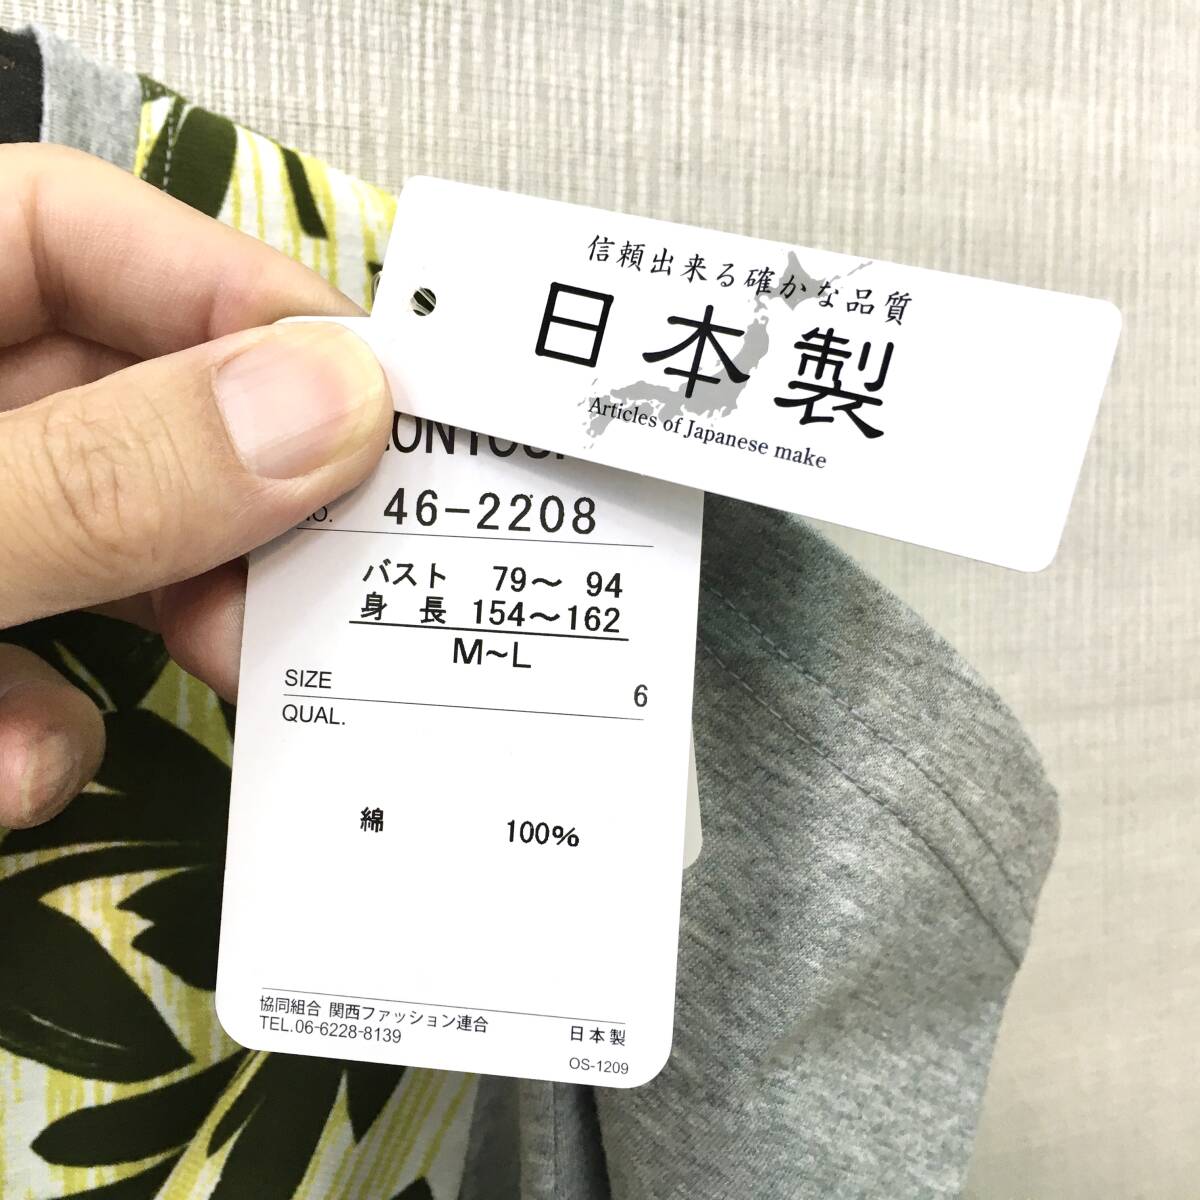 信頼出来る確かな品質
日本製
Articles of Japanese make
46-2208
バスト 79～ 94
身 長 154～162
M～L
SIZE 6
QUAL.
綿 100%
協同組合 関西ファッション連合
TEL.06-6228-8139 日本製
OS-1209